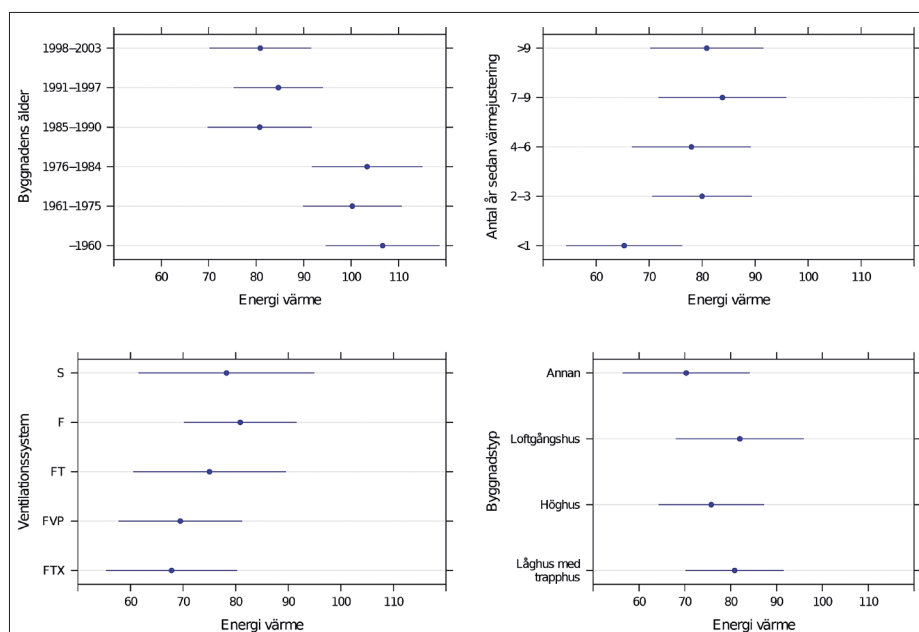 Byggnadens ålder
1998–2003
1991–1997
1985–1990
1976–1984
1961–1975
–1960
60 70 80 90 100 110
Energi värme
Antal år sedan värmejustering
>9
7–9
4–6
2–3
<1
60 70 80 90 100 110
Energi värme
Ventilationssystem
S
F
FT
FVP
FTX
60 70 80 90 100 110
Energi värme
Byggnadstyp
Annan
Loftgångshus
Höghus
Låghus med
trapphus
60 70 80 90 100 110
Energi värme